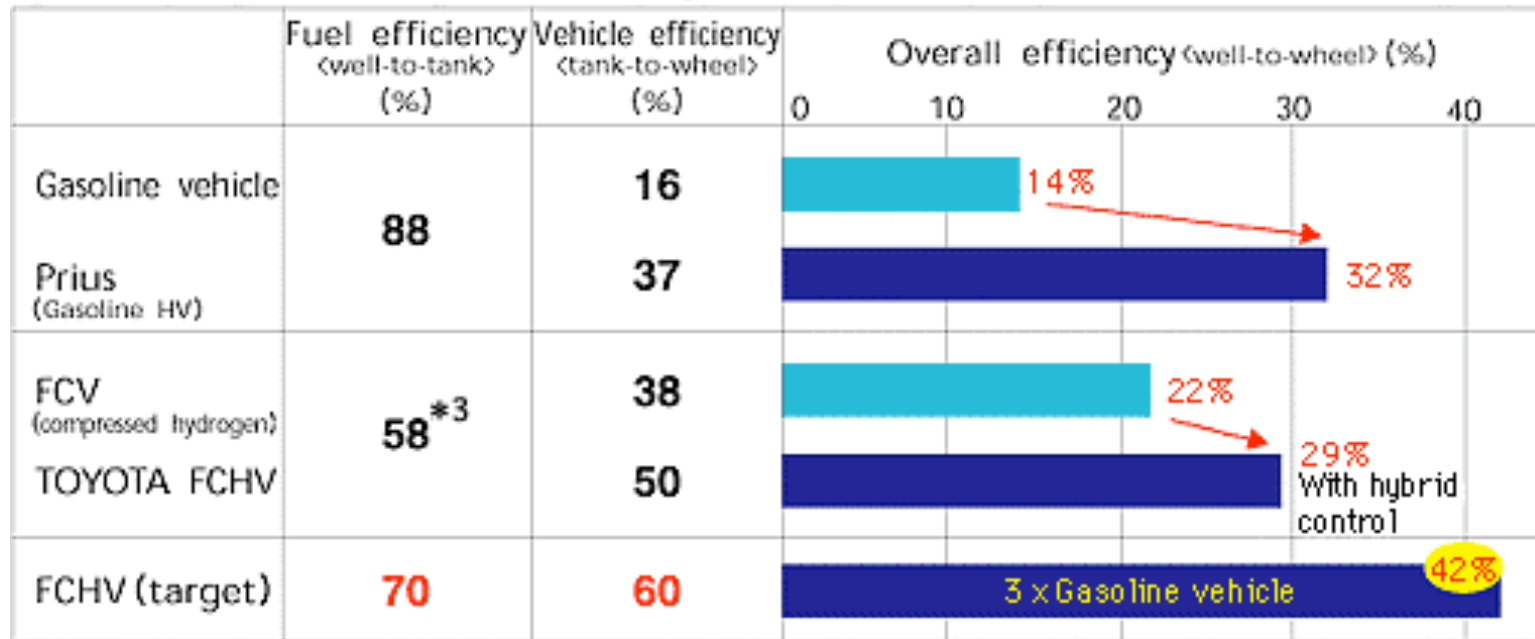 Fuel efficiency Vehicle efficiency Overall efficiency <well-to-wheel> (%)
<well-to-tank> <tank-to-wheel>
(%) (%) 0 10 20 30 40
Gasoline vehicle 16 14%
88
Prius 37 32%
(Gasoline HV)
FCV 38 22%
(compressed hydrogen)
58*3
TOYOTA FCHV 50 29%
With hybrid
control
FCHV (target) 70 60 3 x Gasoline vehicle 42%